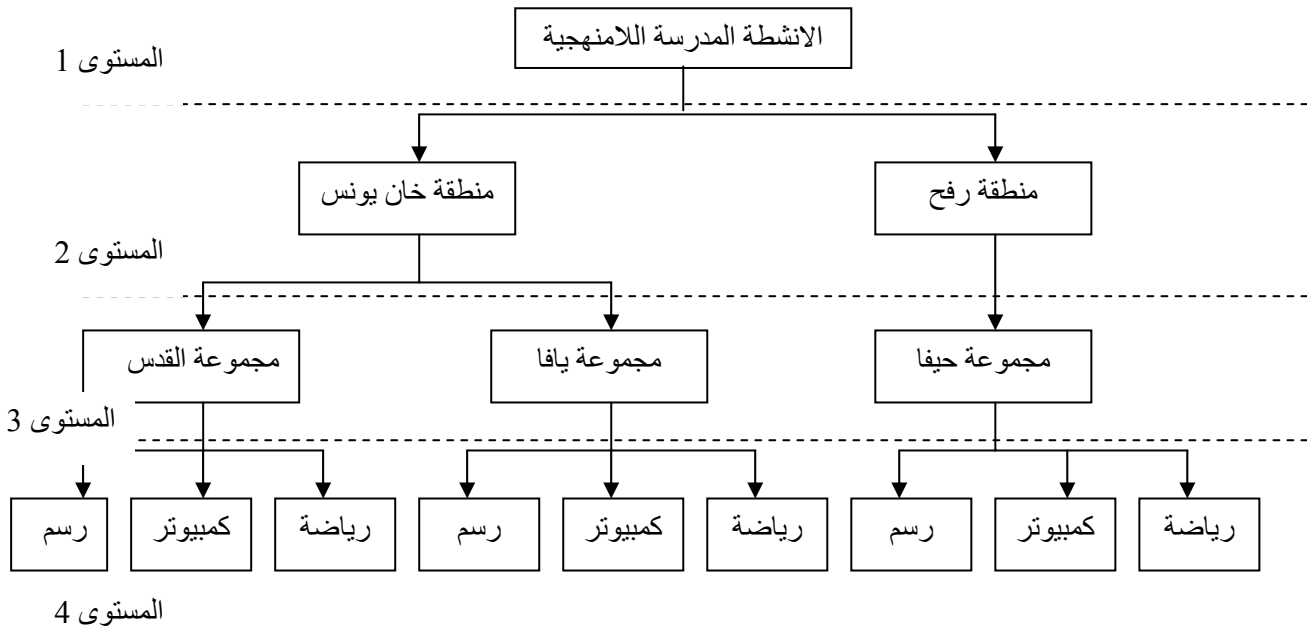 الانشطة المدرسة اللامنهجية
المستوى 1
منطقة رفح
منطقة خان يونس
المستوى 2
مجموعة حيفا
مجموعة يافا
مجموعة القدس
المستوى 3
رياضة
كمبيوتر
رسم
رياضة
كمبيوتر
رسم
رياضة
كمبيوتر
رسم
المستوى 4